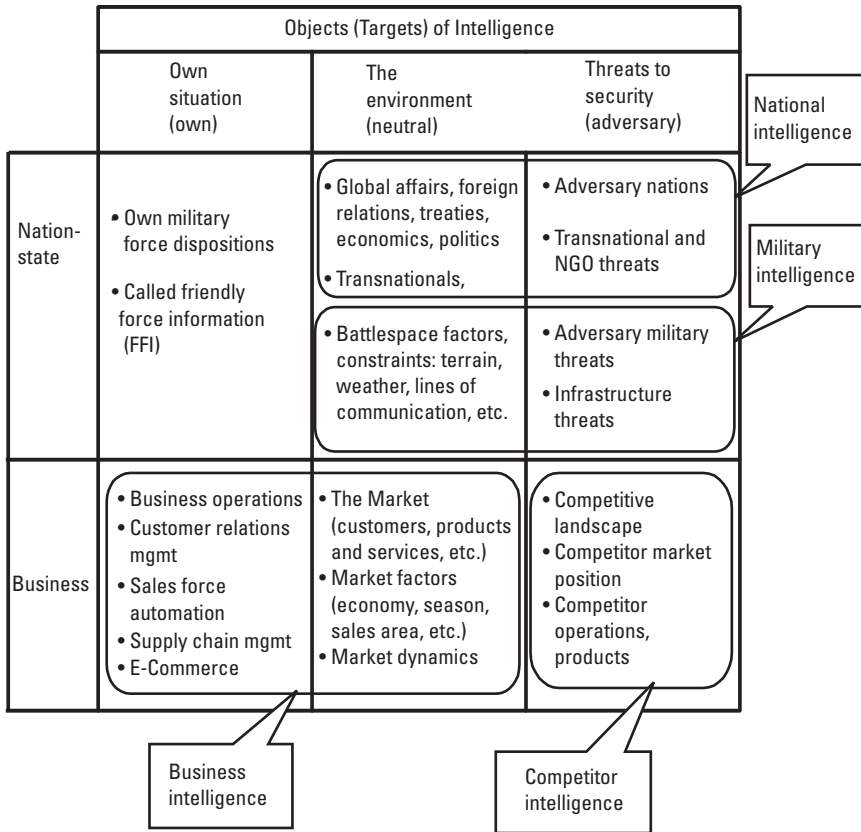 Objects (Targets) of Intelligence
Own
situation
(own)
The
environment
(neutral)
Threats to
security
(adversary)
National
intelligence
Military
intelligence
Nation-
state
• Own military
force dispositions
• Called friendly
force information
(FFI)
• Global affairs, foreign
relations, treaties,
economics, politics
• Transnationals,
• Adversary nations
• Transnational and
NGO threats
• Battlespace factors,
constraints: terrain,
weather, lines of
communication, etc.
• Adversary military
threats
• Infrastructure
threats
Business
• Business operations
• Customer relations
mgmt
• Sales force
automation
• Supply chain mgmt
• E-Commerce
• The Market
(customers, products
and services, etc.)
• Market factors
(economy, season,
sales area, etc.)
• Market dynamics
• Competitive
landscape
• Competitor market
position
• Competitor
operations,
products
Business
intelligence
Competitor
intelligence